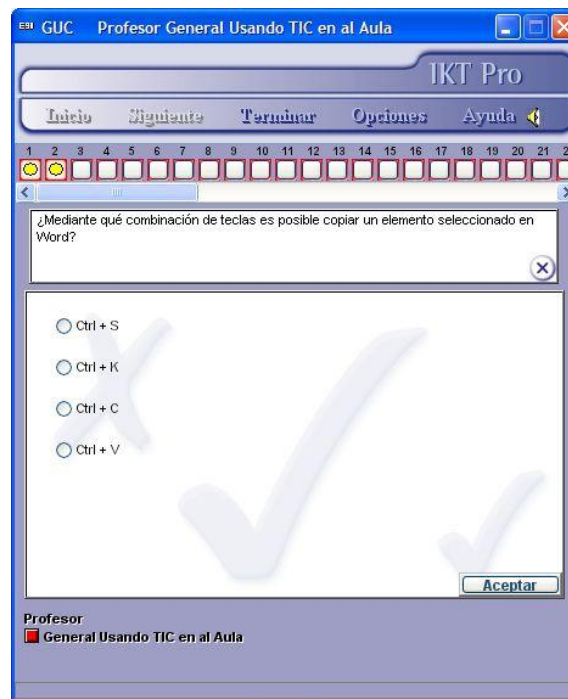 ESI GUC Profesor General Usando TIC en al Aula
IKT Pro
Inicio Siguiente Terminar Opciones Ayuda
1 2 3 4 5 6 7 8 9 10 11 12 13 14 15 16 17 18 19 20 21 2
¿Mediante qué combinación de teclas es posible copiar un elemento seleccionado en
Word?
Ctrl + S
Ctrl + K
Ctrl + C
Ctrl + V
Aceptar
Profesor
General Usando TIC en al Aula